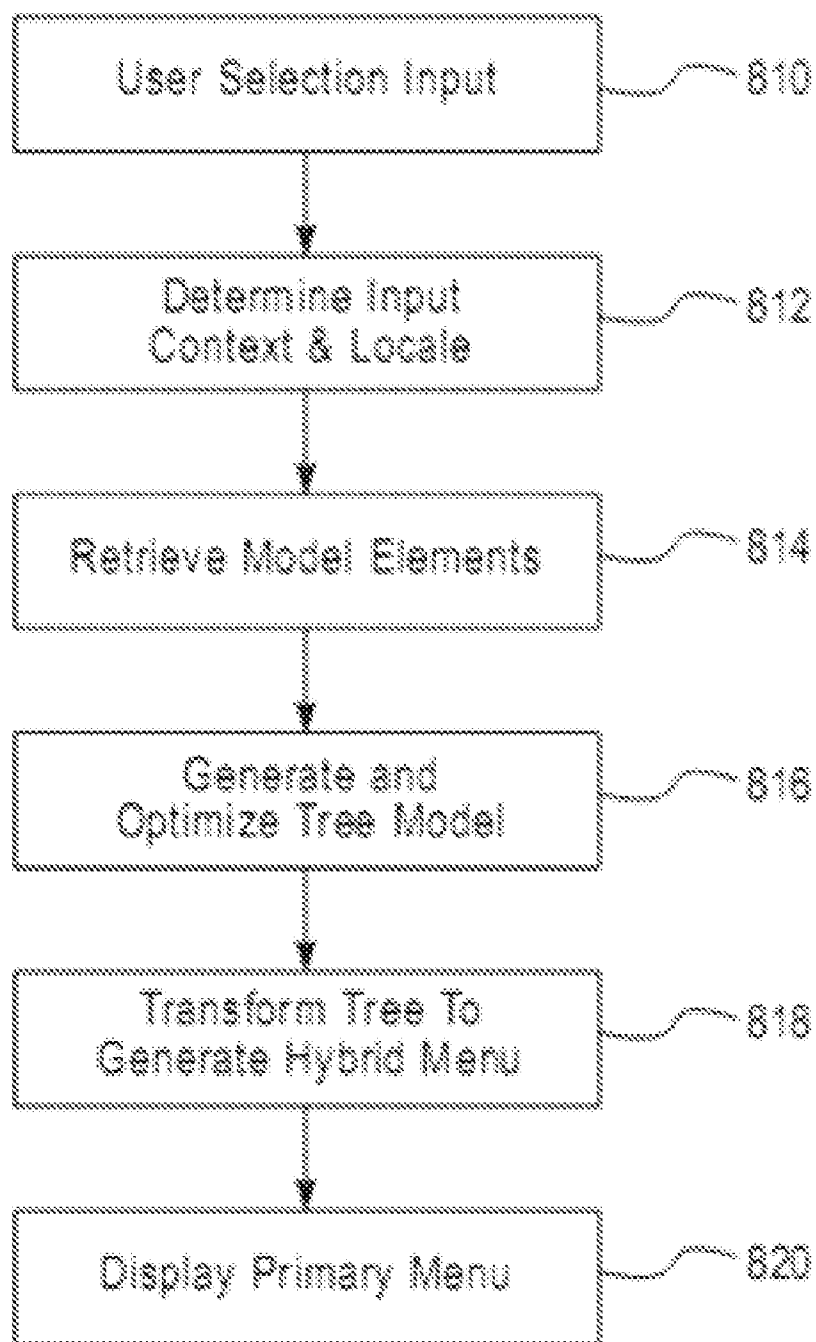 User Selection Input
810
Determine Input
Context & Locale
812
Retrieve Model Elements
814
Generate and
Optimize Tree Model
816
Transform Tree To
Generate Hybrid Menu
818
Display Primary Menu
820